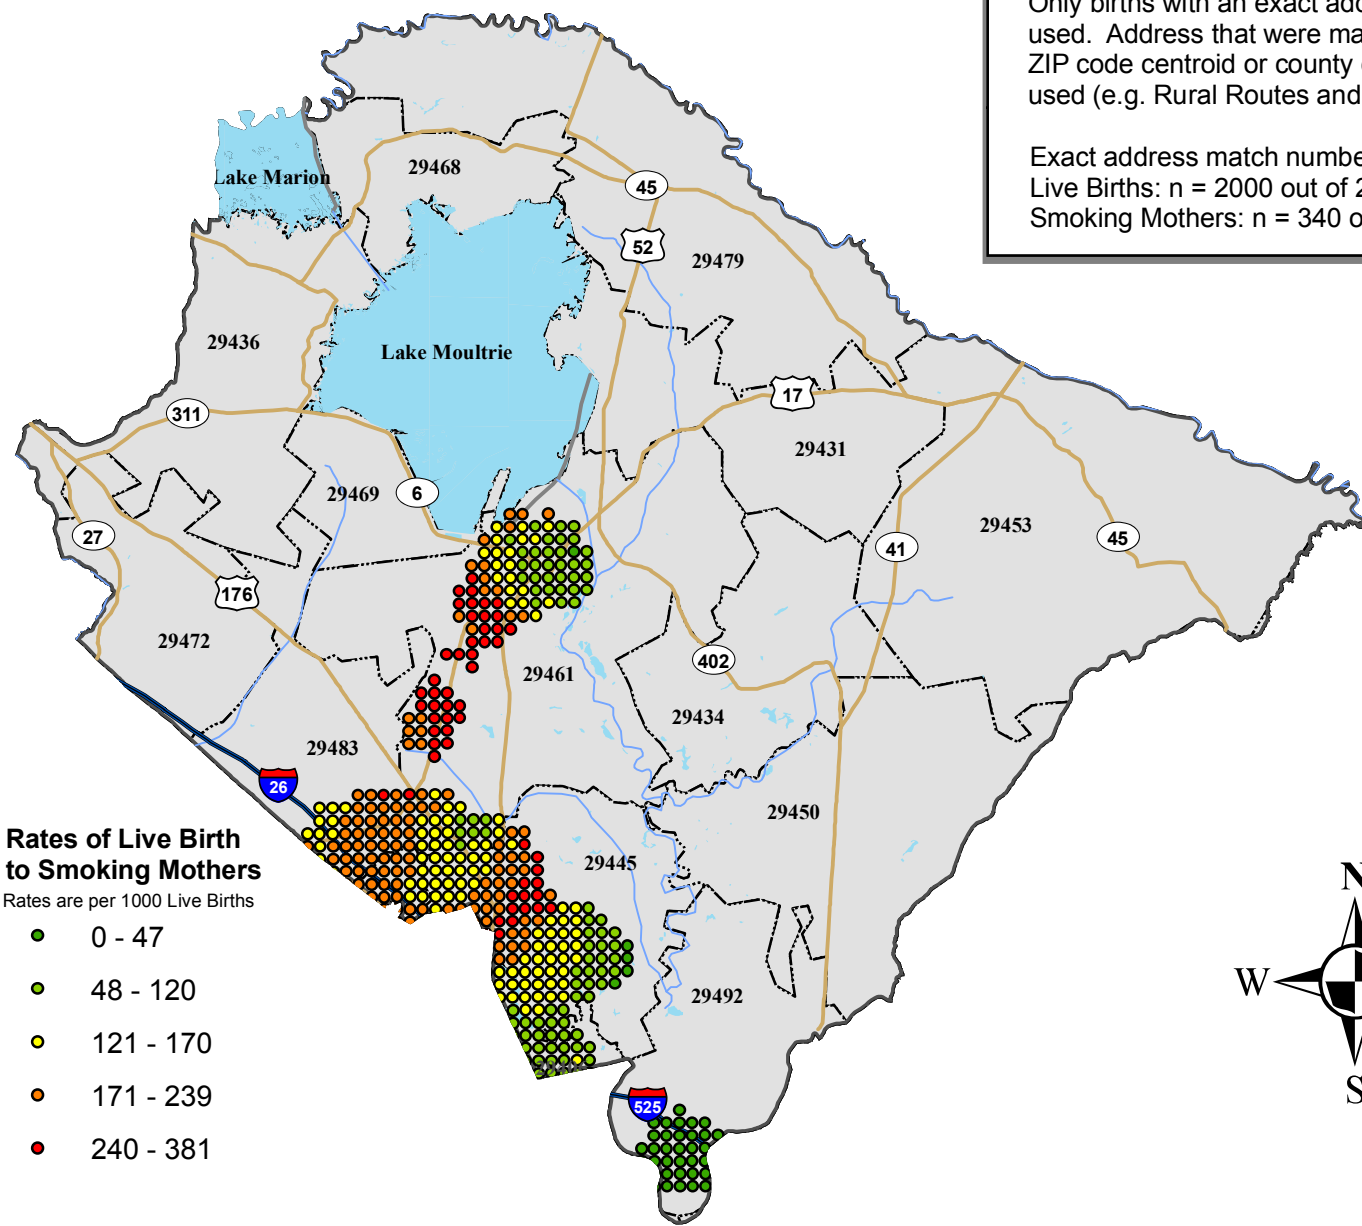 Only births with an exact
used. Address that were
ZIP code centroid or county
used (e.g. Rural Routes and
Exact address match
Live Births: n = 2000 out of
Smoking Mothers: n = 340
Lake Marion
29468
45
52
29479
29436
Lake Moultrie
17
311
29431
29469
6
29453
27
41
45
176
29472
402
29461
29434
29483
26
29450
29445
Rates of Live Birth
to Smoking Mothers
Rates are per 1000 Live Births
0 - 47
48 - 120
121 - 170
171 - 239
240 - 381
29492
525
N
W
S